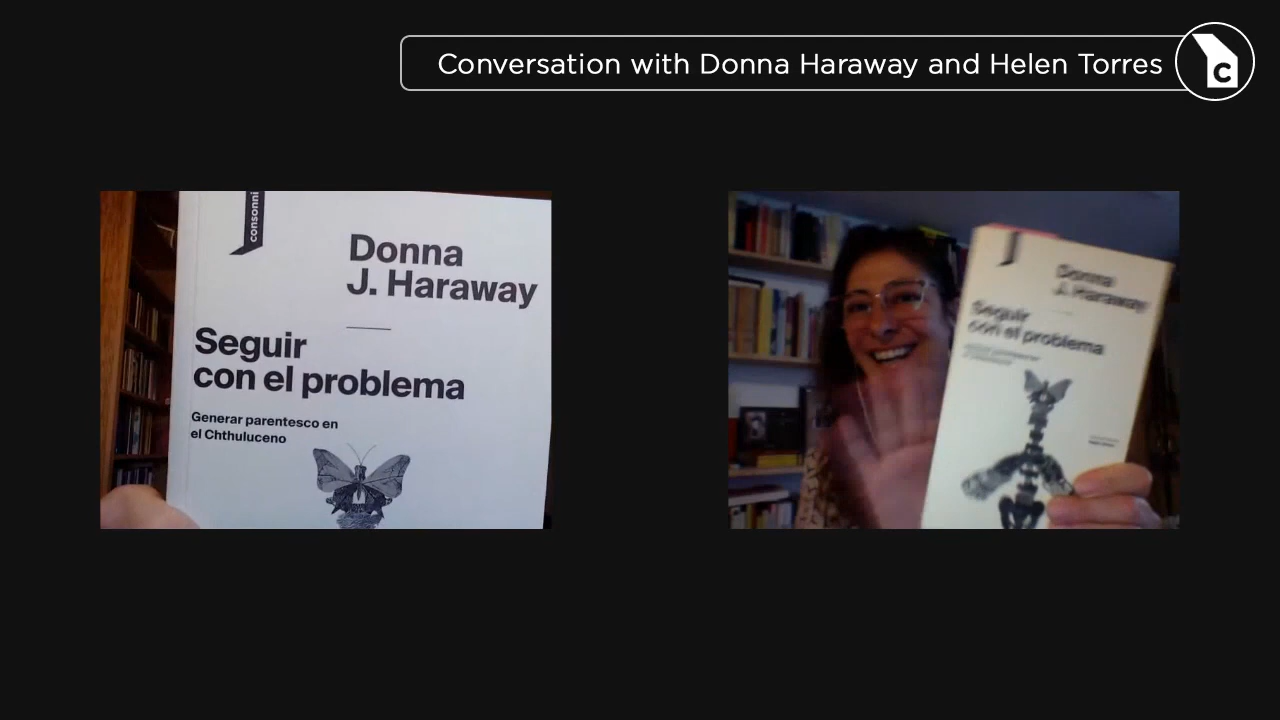 Conversation with Donna Haraway and Helen Torres
c
consonni
Donna
J. Haraway
Seguir
con el problema
Generar parentesco en
el Chthuluceno
Donna
J. Haraway
Seguir
con el problema